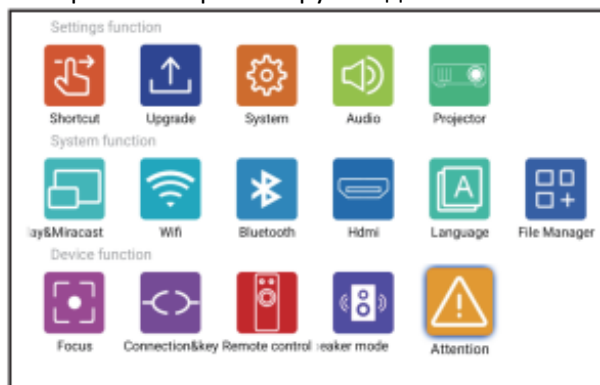 Settings function
Shortcut Upgrade System Audio Projector
System function
A
ay&Miracast Wifi Bluetooth Hdmi Language File Manager
Device function
Focus Connection&key Remote control eaker mode Attention